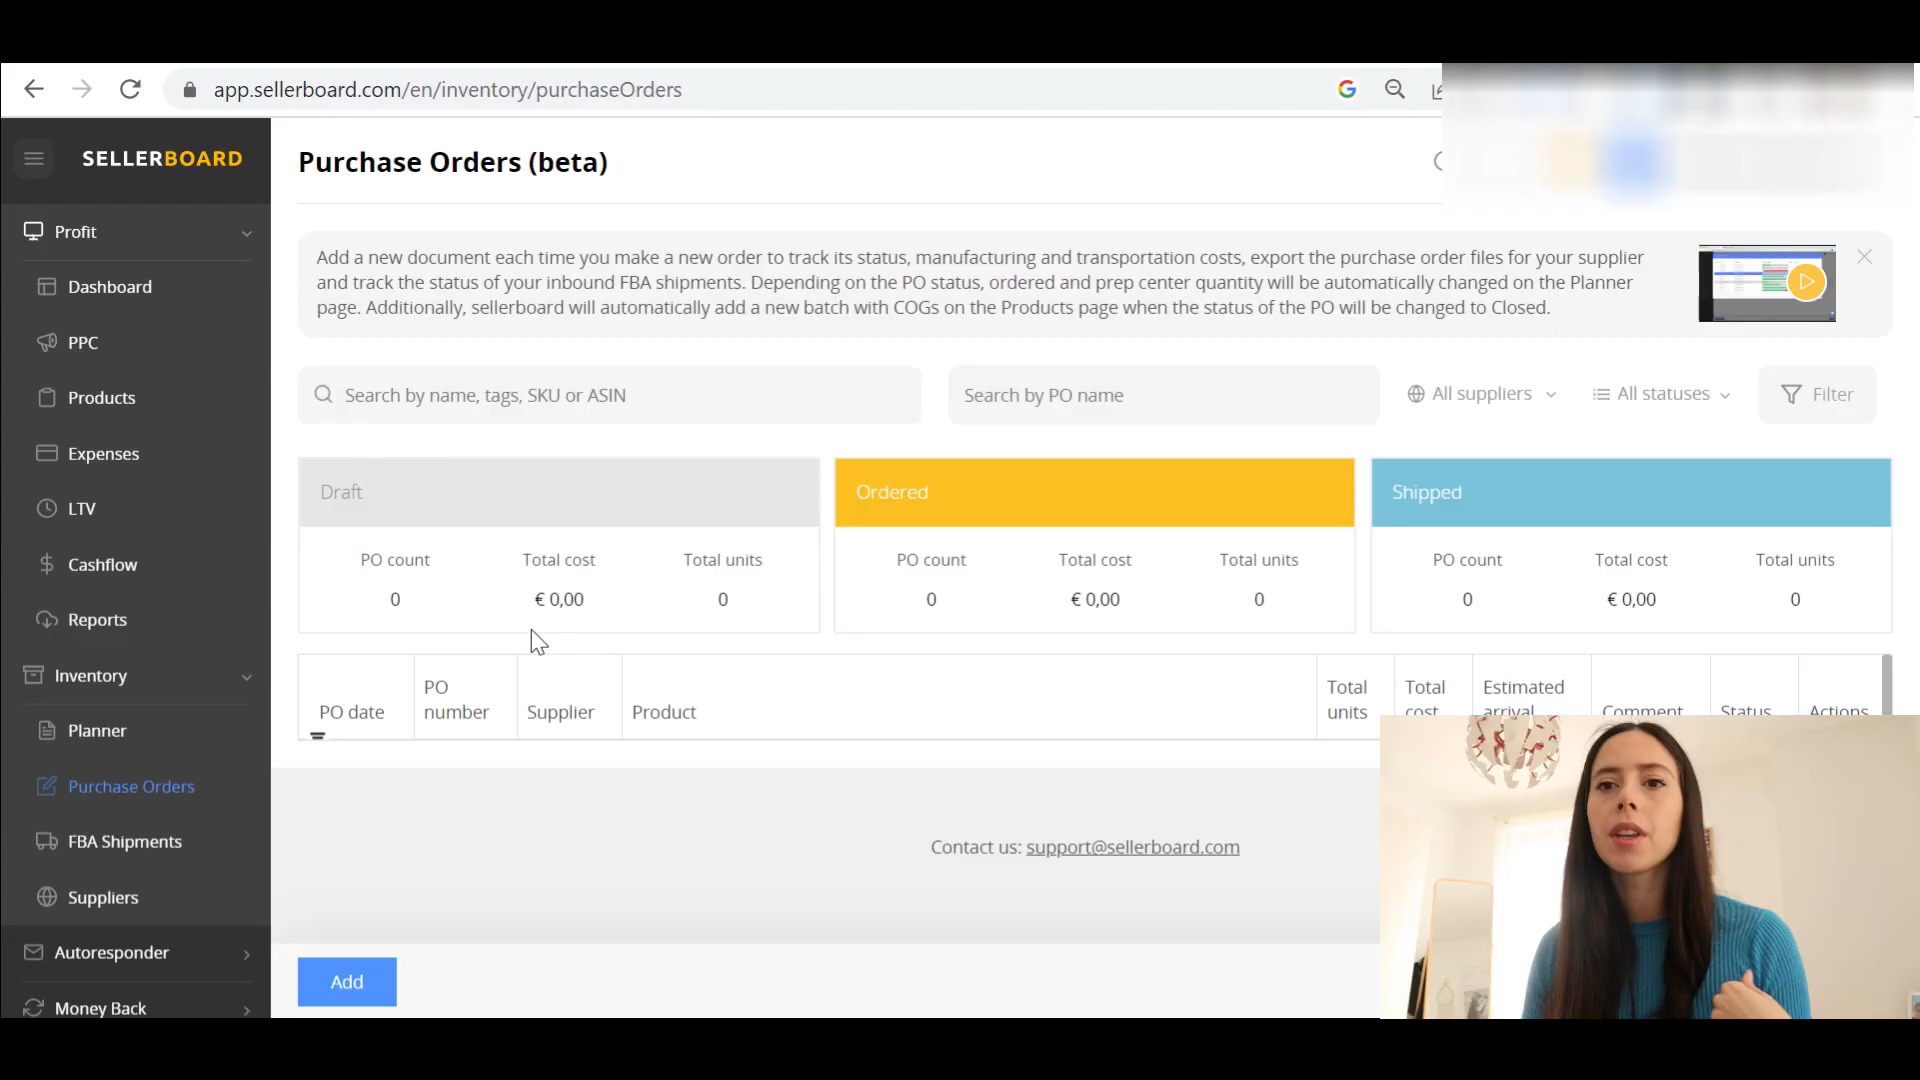 app.sellerboard.com/en/inventory/purchaseOrders
SELLERBOARD
Profit
Dashboard
PPC
Products
Expenses
LTV
Cashflow
Reports
Inventory
Planner
Purchase Orders
FBA Shipments
Suppliers
Autoresponder
Money Back
Purchase Orders (beta)
Add a new document each time you make a new order to track its status, manufacturing and transportation costs, export the purchase order files for your supplier
and track the status of your inbound FBA shipments. Depending on the PO status, ordered and prep center quantity will be automatically changed on the Planner
page. Additionally, sellerboard will automatically add a new batch with COGs on the Products page when the status of the PO will be changed to Closed.
Search by name, tags, SKU or ASIN
Search by PO name
All suppliers
All statuses
Filter
Draft
PO count Total cost Total units
0 € 0,00 0
Ordered
PO count Total cost Total units
0 € 0,00 0
Shipped
PO count Total cost Total units
0 € 0,00 0
PO date
PO
number
Supplier
Product
Total
units
Total
cost
Estimated
arrival
Comment
Status
Actions
Contact us: support@sellerboard.com
Add